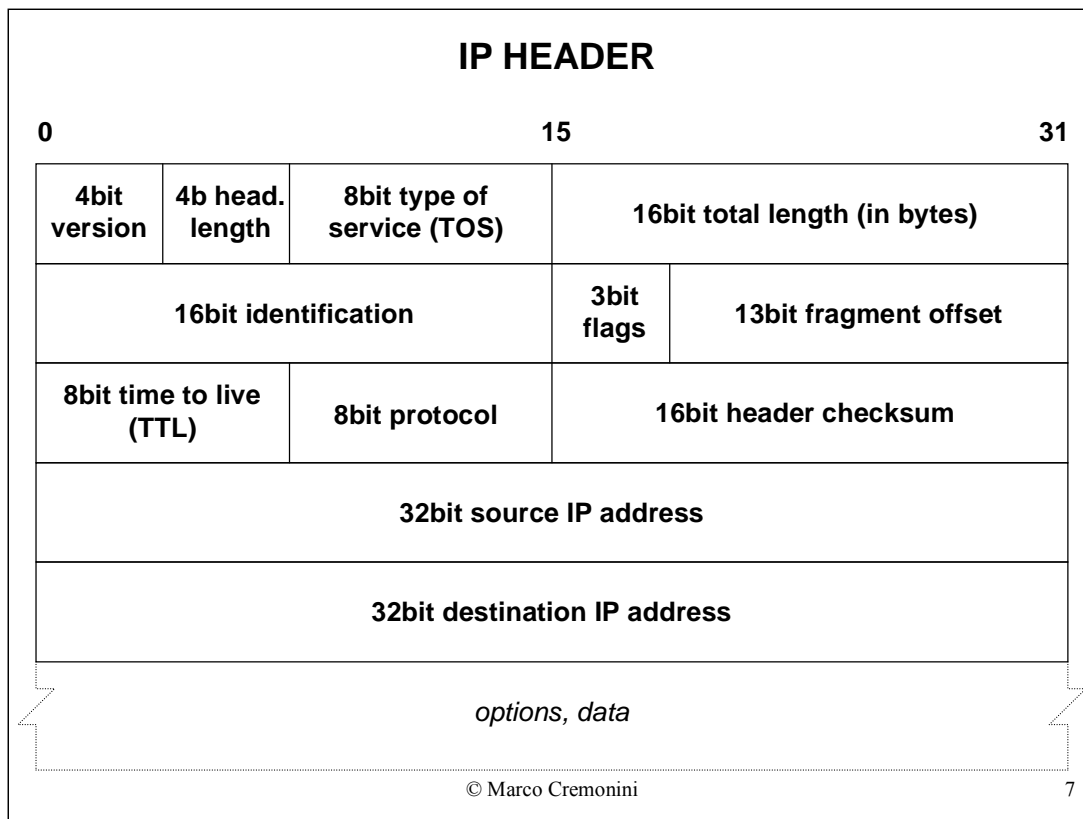 IP HEADER
0 15 31
4bit version
4b head. length
8bit type of service (TOS)
16bit total length (in bytes)
16bit identification
3bit flags
13bit fragment offset
8bit time to live (TTL)
8bit protocol
16bit header checksum
32bit source IP address
32bit destination IP address
options, data
© Marco Cremonini
7